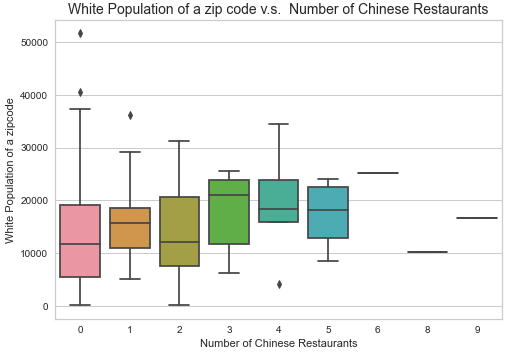 White Population of a zip code v.s. Number of Chinese Restaurants
White Population of a zipcode
50000
40000
30000
20000
10000
0
0 1 2 3 4 5 6 8 9
Number of Chinese Restaurants